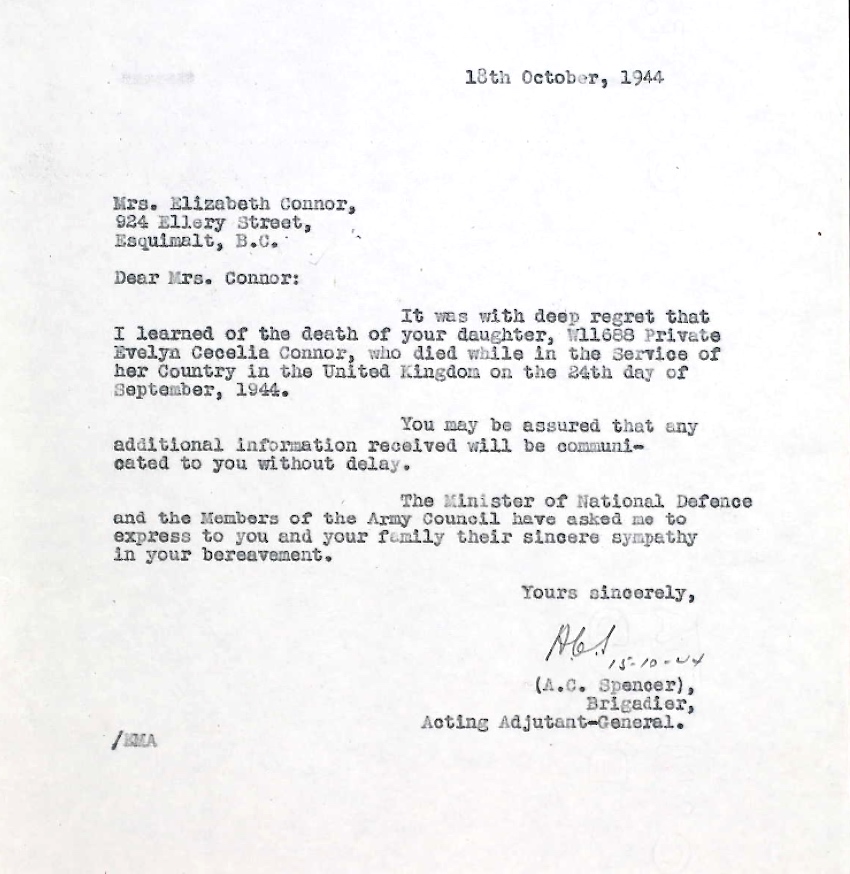 18th October, 1944
Mrs. Elizabeth Connor,
924 Ellery Street,
Esquimalt, B.C.
Dear Mrs. Connor:
It was with deep regret that
I learned of the death of your daughter, W11688 Private
Evelyn Cecelia Connor, who died while in the Service of
her Country in the United Kingdom on the 24th day of
September, 1944.
You may be assured that any
additional information received will be communi-
cated to you without delay.
The Minister of National Defence
and the Members of the Army Council have asked me to
express to you and your family their sincere sympathy
in your bereavement.
Yours sincerely,
ACS
15-10-44
(A.C. Spencer),
Brigadier,
Acting Adjutant-General.
/EMA